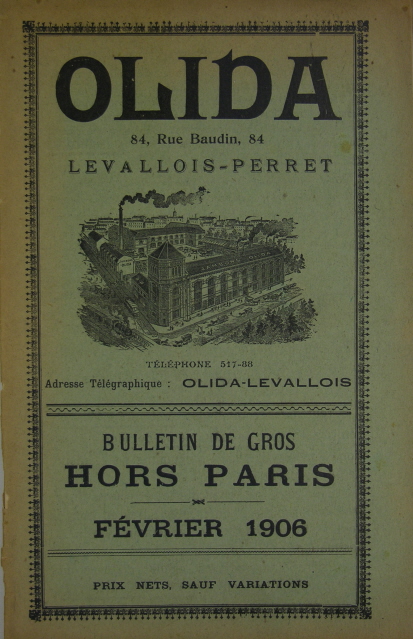 OLIDA
84, Rue Baudin, 84
LEVALLOIS-PERRET
TÉLÉPHONE 517-88
Adresse Télégraphique : OLIDA-LEVALLOIS
BULLETIN DE GROS
HORS PARIS
FÉVRIER 1906
PRIX NETS, SAUF VARIATIONS